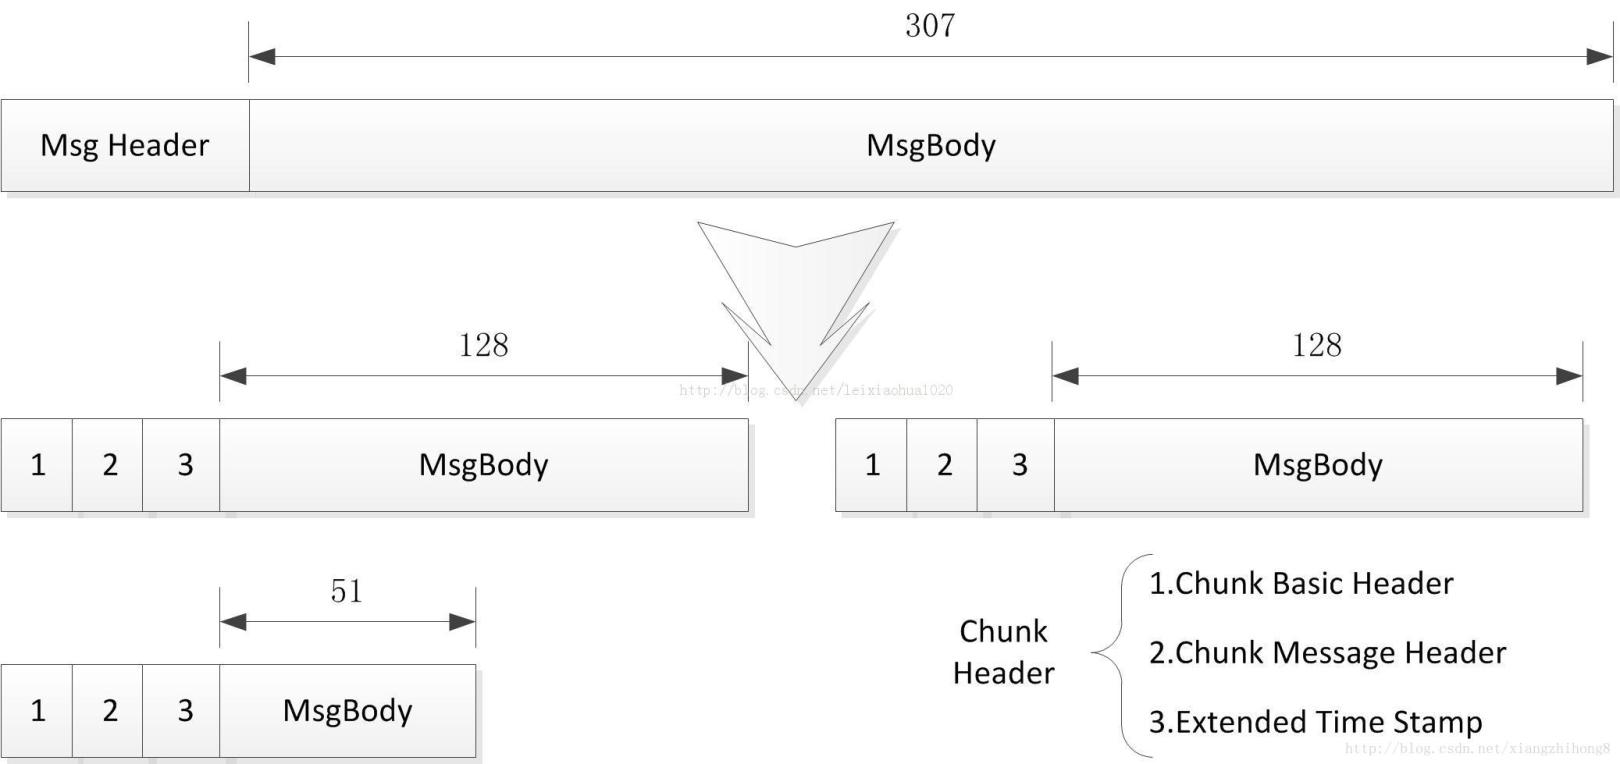 307
Msg Header
MsgBody
128
128
http://blog.csdn.net/leixiaohua1020
1 2 3 MsgBody
1 2 3 MsgBody
51
1 2 3 MsgBody
Chunk
Header
1.Chunk Basic Header
2.Chunk Message Header
3.Extended Time Stamp
http://blog.csdn.net/xiangzhihong8